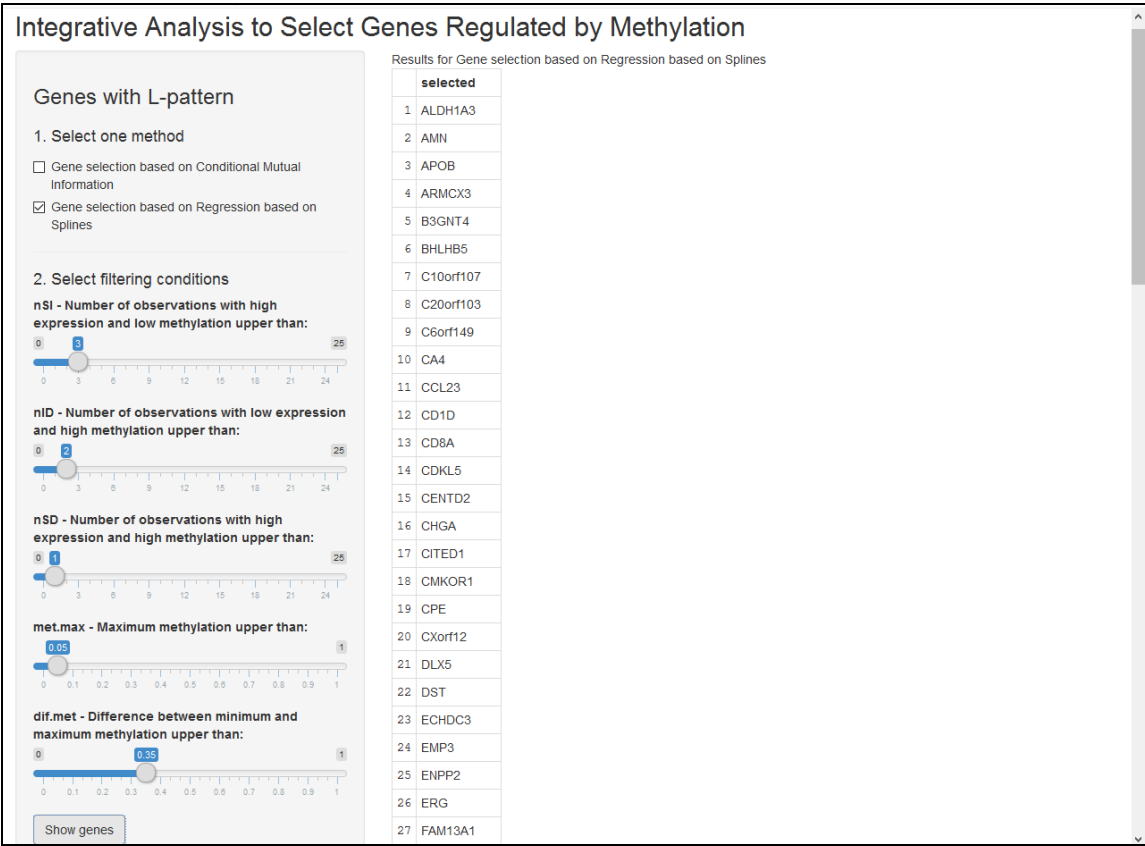 Integrative Analysis to Select Genes Regulated by Methylation
Genes with L-pattern
1. Select one method
Gene selection based on Conditional Mutual
Information
Gene selection based on Regression based on
Splines
2. Select filtering conditions
nSI - Number of observations with high
expression and low methylation upper than:
0 3 25
0 3 6 9 12 15 18 21 24
nID - Number of observations with low expression
and high methylation upper than:
0 2 25
0 3 6 9 12 15 18 21 24
nSD - Number of observations with high
expression and high methylation upper than:
0 1 25
0 3 6 9 12 15 18 21 24
met.max - Maximum methylation upper than:
0.05 1
0 0.1 0.2 0.3 0.4 0.5 0.6 0.7 0.8 0.9 1
dif.met - Difference between minimum and
maximum methylation upper than:
0 0.35 1
0 0.1 0.2 0.3 0.4 0.5 0.6 0.7 0.8 0.9 1
Show genes
Results for Gene selection based on Regression based on Splines
selected
1 ALDH1A3
2 AMN
3 APOB
4 ARMCX3
5 B3GNT4
6 BHLHB5
7 C10orf107
8 C20orf103
9 C6orf149
10 CA4
11 CCL23
12 CD1D
13 CD8A
14 CDKL5
15 CENTD2
16 CHGA
17 CITED1
18 CMKOR1
19 CPE
20 CXorf12
21 DLX5
22 DST
23 ECHDC3
24 EMP3
25 ENPP2
26 ERG
27 FAM13A1